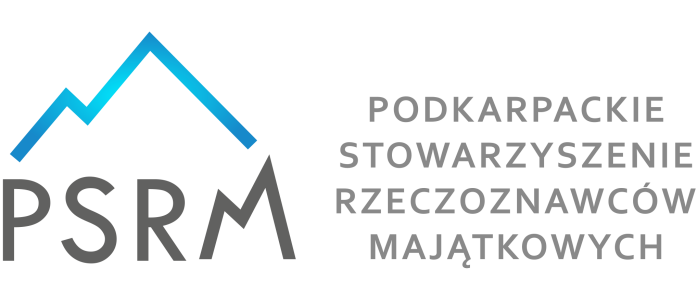 PSRM
PODKARPACKIE
STOWARZYSZENIE
RZECZOZNAWCÓW
MAJĄTKOWYCH